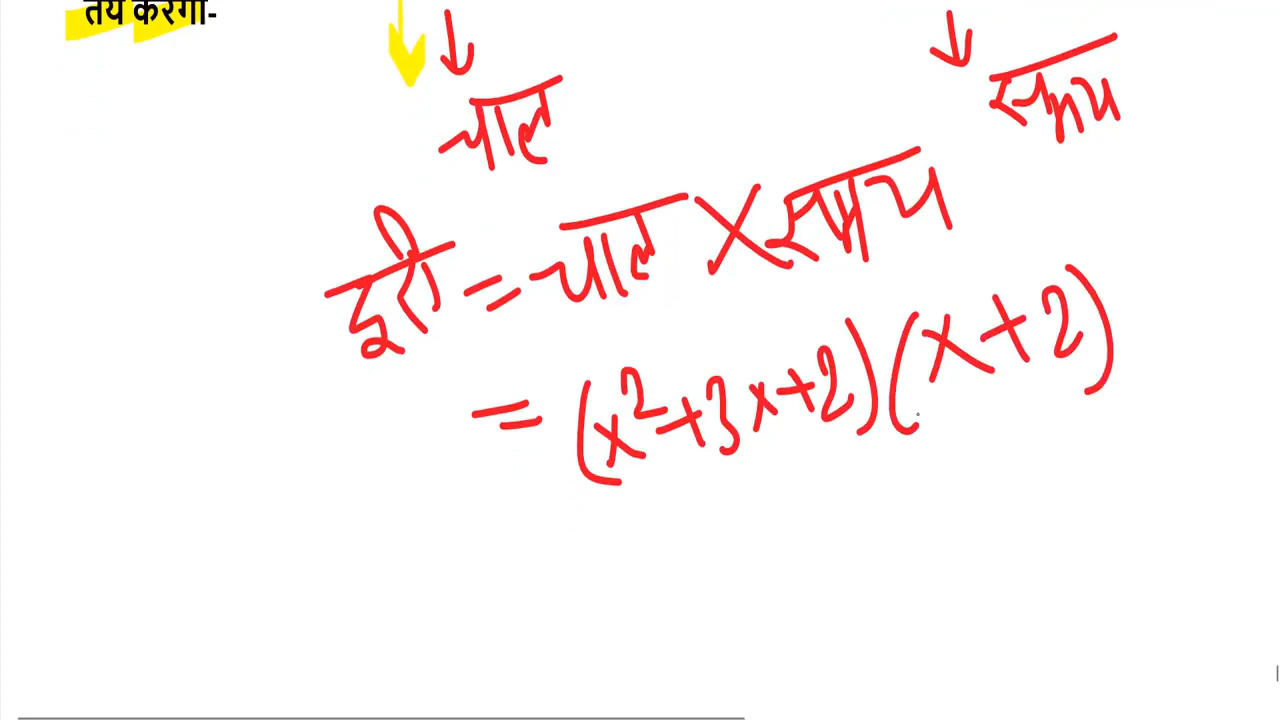 तय करेगी-
चाल समय
दूरी = चाल × समय
= (x²+3x+2)(x+2)